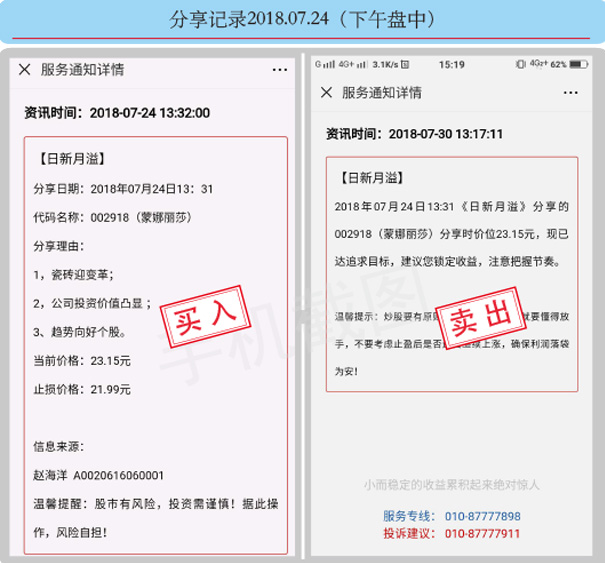 分享记录2018.07.24（下午盘中）
× 服务通知详情 ···
资讯时间：2018-07-24 13:32:00
【日新月溢】
分享日期：2018年07月24日13：31
代码名称：002918（蒙娜丽莎）
分享理由：
1，瓷砖迎变革；
2，公司投资价值凸显；
3、趋势向好个股。
当前价格：23.15元
止损价格：21.99元
买入
信息来源：
赵海洋 A0020616060001
温馨提醒：股市有风险，投资需谨慎！据此操
作，风险自担！
G 4G+ 3.1K/s 15:19 4G2+ 62%
× 服务通知详情 ···
资讯时间：2018-07-30 13:17:11
【日新月溢】
2018年07月24日13:31《日新月溢》分享的
002918（蒙娜丽莎）分享时价位23.15元，现已
达追求目标，建议您锁定收益，注意把握节奏。
温馨提示：炒股要有原 就要懂得放
手，不要考虑止盈后是否 续上涨，确保利润落袋
为安！
卖出
手机截图
小而稳定的收益累积起来绝对惊人
服务专线： 010-87777898
投诉建议： 010-87777911